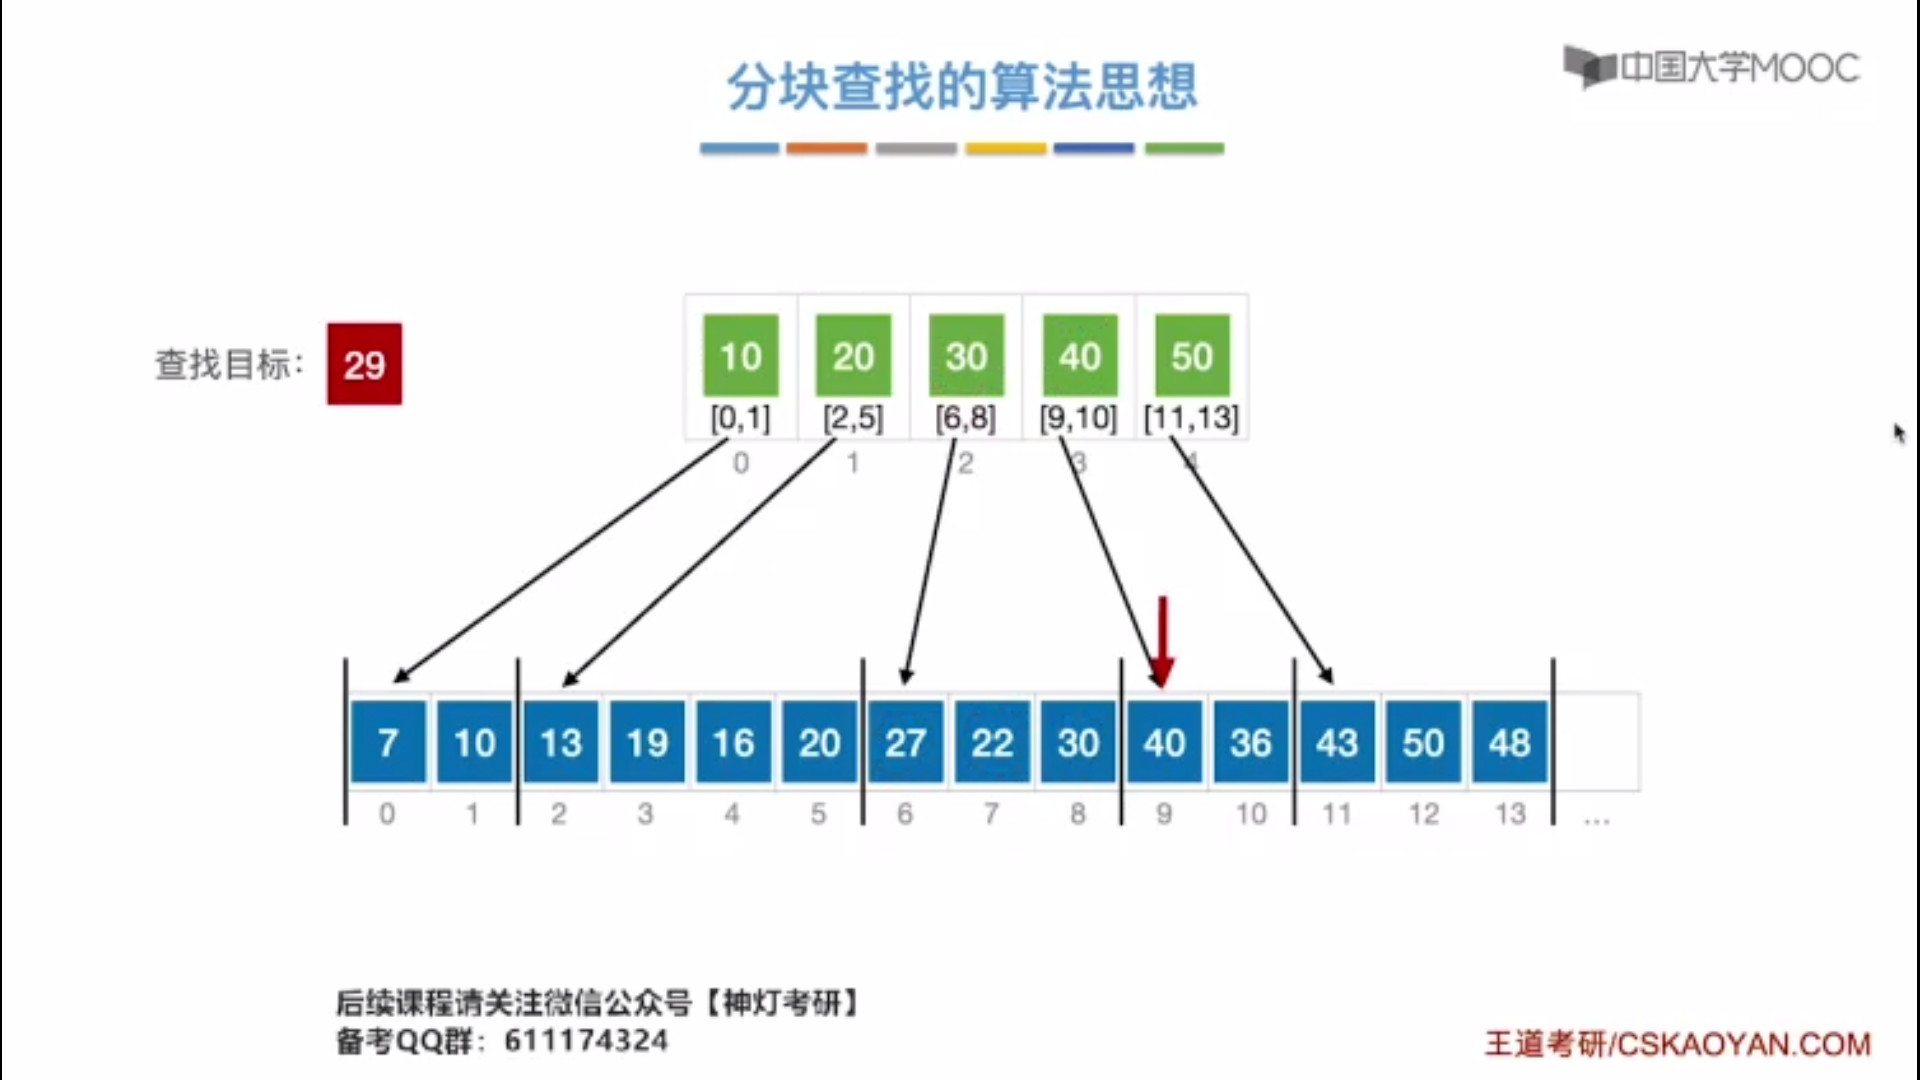 分块查找的算法思想
中国大学MOOC
查找目标：
29
10 20 30 40 50
[0,1] [2,5] [6,8] [9,10] [11,13]
0 1 2 3 4
7 10 13 19 16 20 27 22 30 40 36 43 50 48
0 1 2 3 4 5 6 7 8 9 10 11 12 13 ...
后续课程请关注微信公众号【神灯考研】
备考QQ群：611174324
王道考研/CSKAOYAN.COM